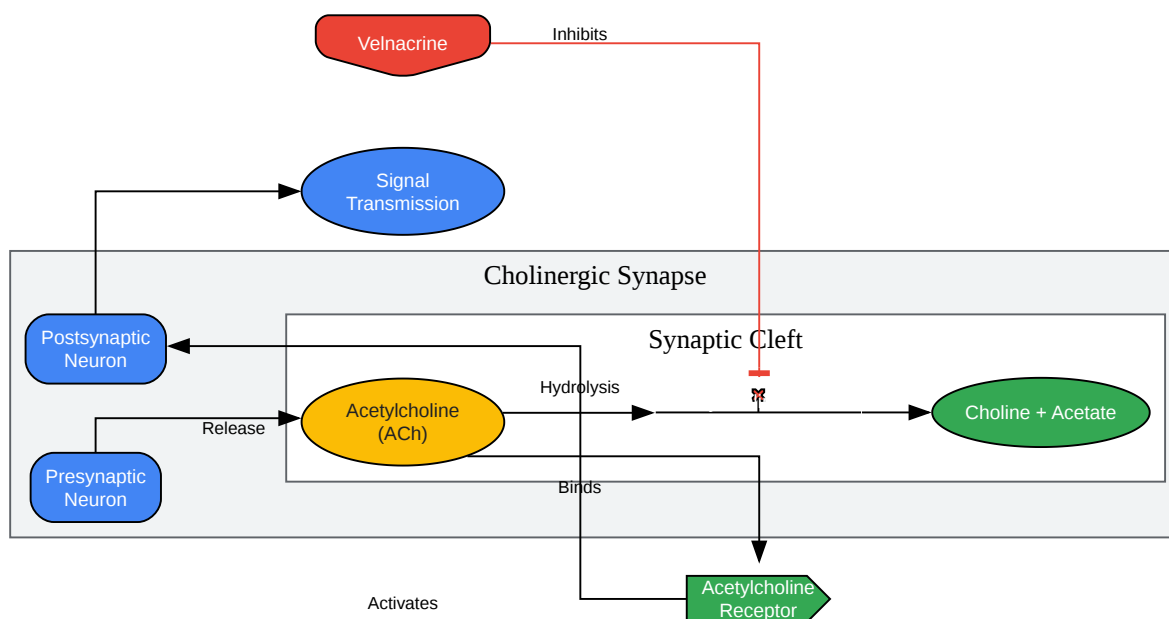 Velnacrine
Inhibits
Signal
Transmission
Cholinergic Synapse
Postsynaptic
Neuron
Synaptic Cleft
Hydrolysis
Acetylcholine
(ACh)
Choline + Acetate
Release
Presynaptic
Neuron
Binds
Acetylcholine
Receptor
Activates